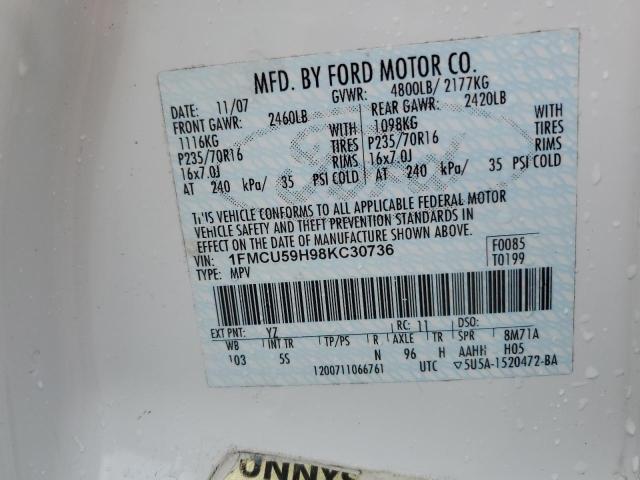 MFD. BY FORD MOTOR CO.
DATE: 11/07 GVWR: 4800LB/ 2177KG
FRONT GAWR: 2460LB REAR GAWR: 2420LB
1116KG WITH 1098KG WITH
P235/70R16 TIRES P235/70R16 TIRES
16x7.0J RIMS 16x7.0J RIMS
AT 240 kPa/ 35 PSI COLD AT 240 kPa/ 35 PSI COLD
THIS VEHICLE CONFORMS TO ALL APPLICABLE FEDERAL MOTOR
VEHICLE SAFETY AND THEFT PREVENTION STANDARDS IN
EFFECT ON THE DATE OF MANUFACTURE SHOWN ABOVE.
VIN: 1FMCU59H98KC30736 F0085
TYPE: MPV T0199
EXT PNT: YZ RC: 11 DSO:
WB INT TR TP/PS R AXLE TR SPR 8M71A
103 5S N 96 H AAHH H05
1200711066761 UTC 5U5A-1520472-BA